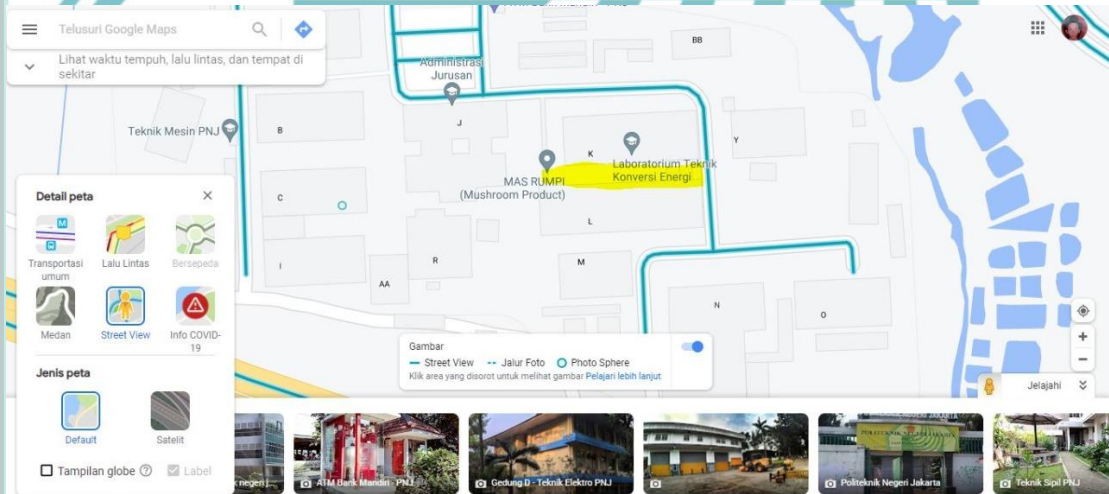 Telusuri Google Maps
Lihat waktu tempuh, lalu lintas, dan tempat di
sekitar
BB
Administrasi
Jurusan
Teknik Mesin PNJ
B
J
K
Y
Laboratorium Teknik
Konversi Energi
MAS RUMPI
(Mushroom Product)
C
L
I
AA
R
M
N
O
Detail peta
M
Transportasi
umum
Lalu Lintas
Bersepeda
Medan
Street View
Info COVID-
19
Jenis peta
Default
Satelit
Tampilan globe
Label
Gambar
Street View
Jalur Foto
Photo Sphere
Klik area yang disorot untuk melihat gambar Pelajari lebih lanjut
Jelajahi
ATM Bank Mandiri - PNJ
Gedung D - Teknik Elektro PNJ
POLITEKNIK NEGERI JAKARTA
Politeknik Negeri Jakarta
Teknik Sipil PNJ